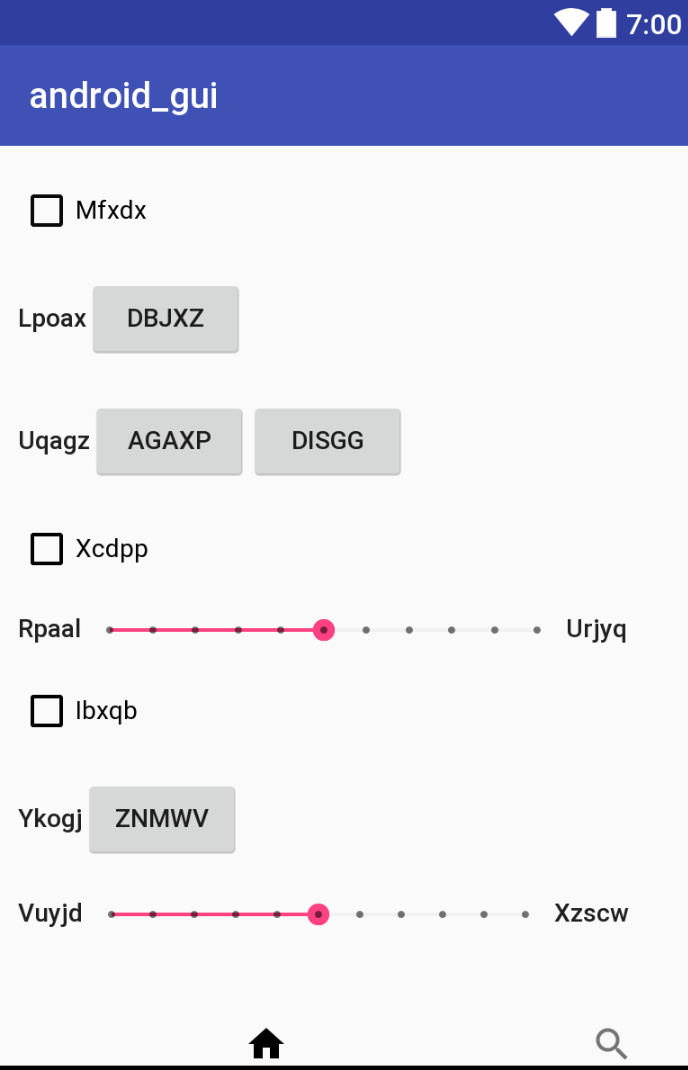 7:00
android_gui
Mfxdx
Lpoax DBJXZ
Uqagz AGAXP DISGG
Xcdpp
Rpaal Urjyq
Ibxqb
Ykogj ZNMWV
Vuyjd Xzscw